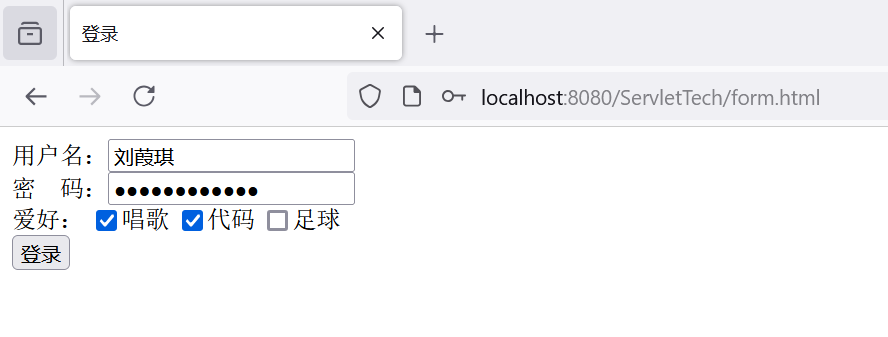 登录
localhost:8080/ServletTech/form.html
用户名：刘葭琪
密 码：●●●●●●●●●●●●
爱好： 唱歌 代码 足球
登录